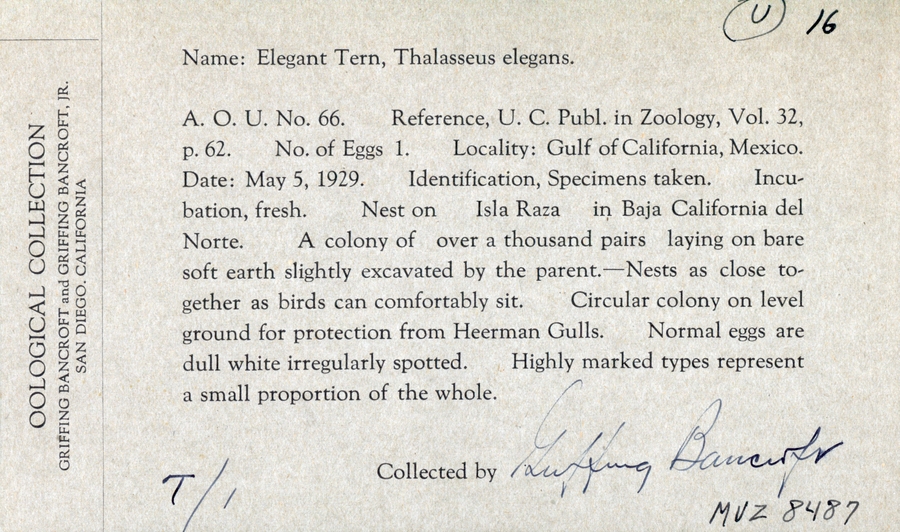 U 16
Name: Elegant Tern, Thalasseus elegans.
A. O. U. No. 66. Reference, U. C. Publ. in Zoology, Vol. 32,
p. 62. No. of Eggs 1. Locality: Gulf of California, Mexico.
Date: May 5, 1929. Identification, Specimens taken. Incu-
bation, fresh. Nest on Isla Raza in Baja California del
Norte. A colony of over a thousand pairs laying on bare
soft earth slightly excavated by the parent.—Nests as close to-
gether as birds can comfortably sit. Circular colony on level
ground for protection from Heerman Gulls. Normal eggs are
dull white irregularly spotted. Highly marked types represent
a small proportion of the whole.
Collected by Griffing Bancroft
T/1
MVZ 8487
OOLOGICAL COLLECTION
GRIFFING BANCROFT and GRIFFING BANCROFT, JR.
SAN DIEGO, CALIFORNIA